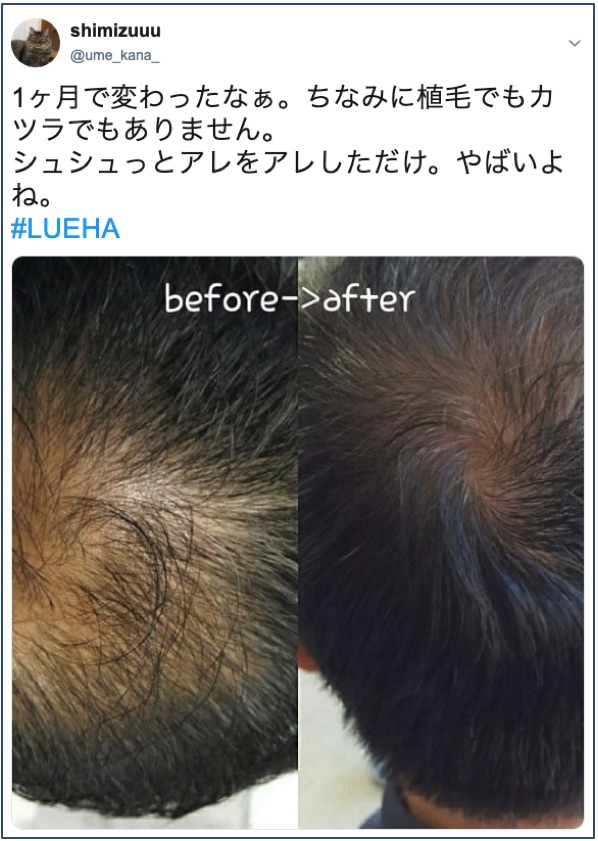 shimizuuu
@ume_kana_
1ヶ月で変わったなぁ。ちなみに植毛でもカ
ツラでもありません。
シュシュっとアレをアレしただけ。やばいよ
ね。
#LUEHA
before->after